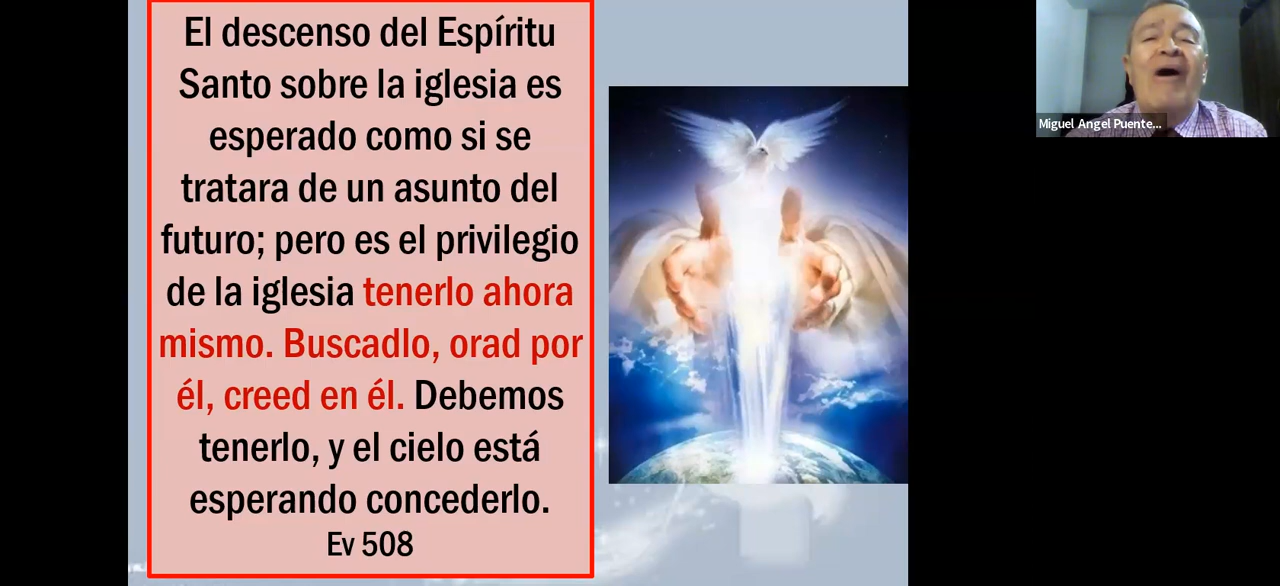 El descenso del Espíritu
Santo sobre la iglesia es
esperado como si se
tratara de un asunto del
futuro; pero es el privilegio
de la iglesia tenerlo ahora
mismo. Buscadlo, orad por
él, creed en él. Debemos
tenerlo, y el cielo está
esperando concederlo.
Ev 508
Miguel Angel Puente...